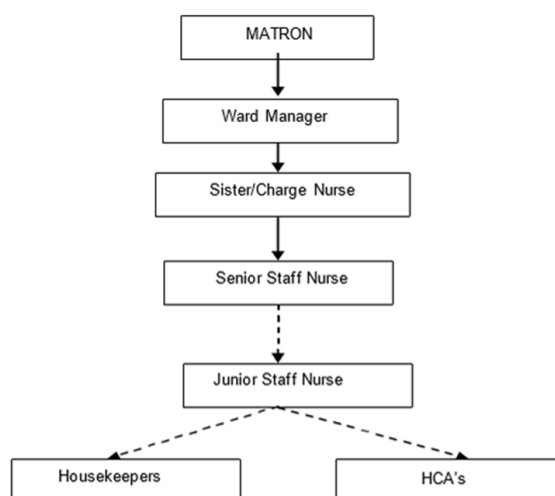 MATRON
Ward Manager
Sister/Charge Nurse
Senior Staff Nurse
Junior Staff Nurse
Housekeepers
HCA's